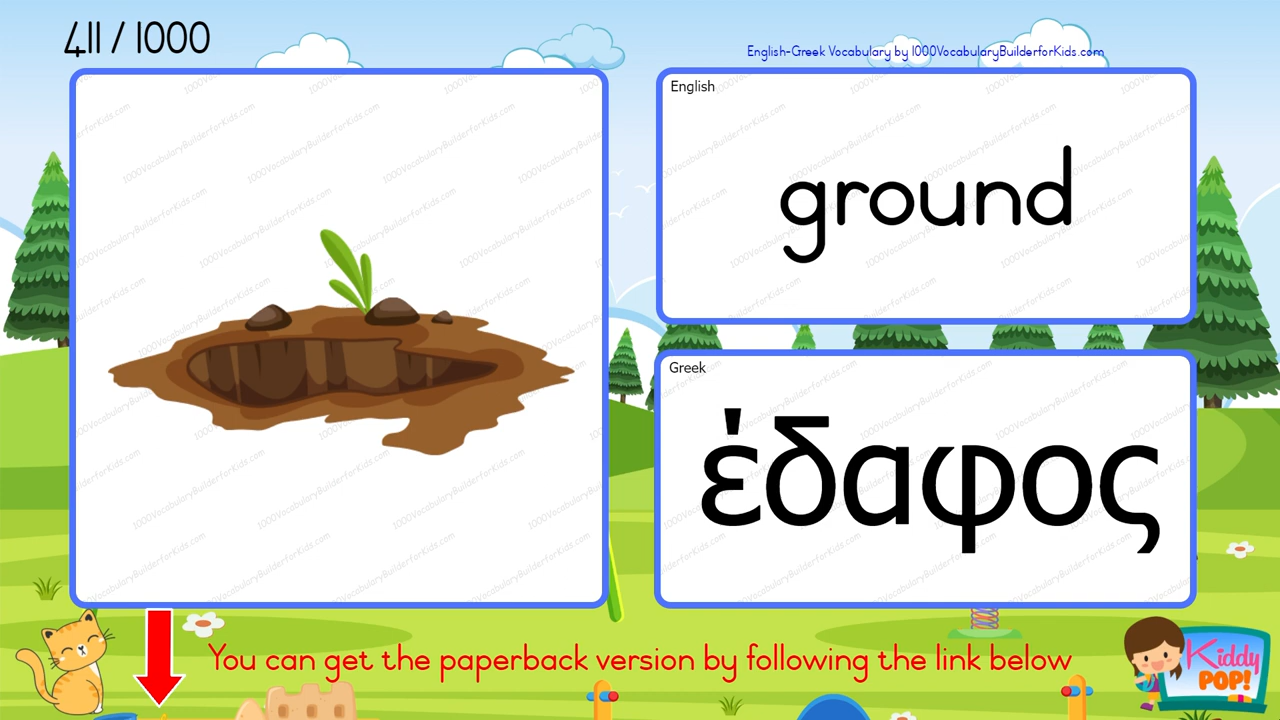 411 / 1000
English-Greek Vocabulary by 1000VocabularyBuilderforKids.com
English
ground
Greek
έδαφος
You can get the paperback version by following the link below
Kiddy
POP!